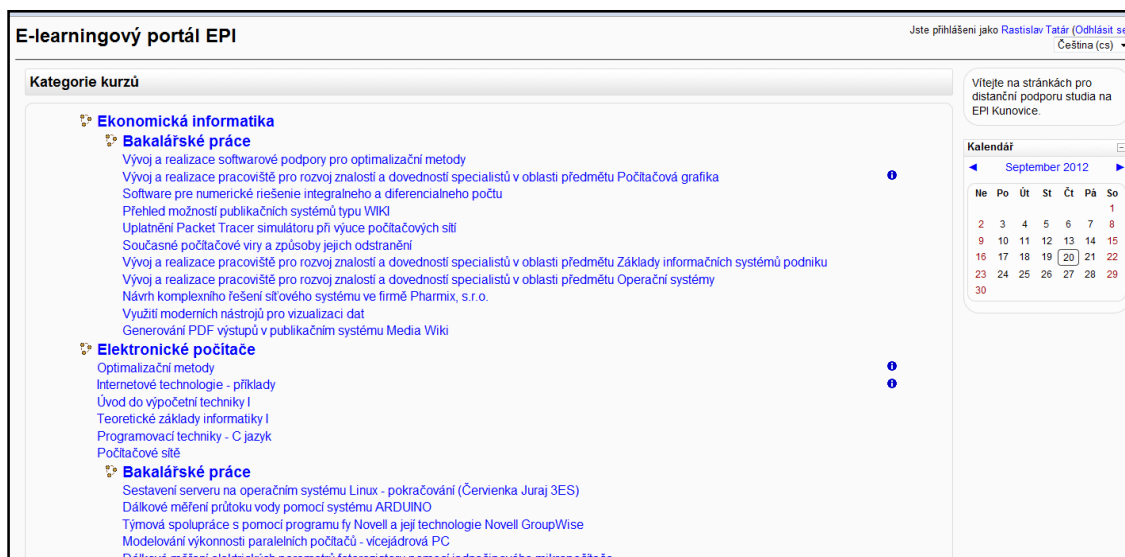 E-learningový portál EPI
Jste přihlášeni jako Rastislav Tatár (Odhlásit se
Čeština (cs)
Kategorie kurzů
Ekonomická informatika
Bakalářské práce
Vývoj a realizace softwarové podpory pro optimalizační metody
Vývoj a realizace pracoviště pro rozvoj znalostí a dovedností specialistů v oblasti předmětu Počítačová grafika
Software pre numerické riešenie integralneho a diferencialneho počtu
Přehled možností publikačních systémů typu WIKI
Uplatnění Packet Tracer simulátoru při výuce počítačových sítí
Současné počítačové viry a způsoby jejich odstranění
Vývoj a realizace pracoviště pro rozvoj znalostí a dovedností specialistů v oblasti předmětu Základy informačních systémů podniku
Vývoj a realizace pracoviště pro rozvoj znalostí a dovedností specialistů v oblasti předmětu Operační systémy
Návrh komplexního řešení síťového systému ve firmě Pharmix, s.r.o.
Využití moderních nástrojů pro vizualizaci dat
Generování PDF výstupů v publikačním systému Media Wiki
Elektronické počítače
Optimalizační metody
Internetové technologie - příklady
Úvod do výpočetní techniky I
Teoretické základy informatiky I
Programovací techniky - C jazyk
Počítačové sítě
Bakalářské práce
Sestavení serveru na operačním systému Linux - pokračování (Červienka Juraj 3ES)
Dálkové měření průtoku vody pomocí systému ARDUINO
Týmová spolupráce s pomocí programu fy Novell a její technologie Novell GroupWise
Modelování výkonnosti paralelních počítačů - vícejádrová PC
Vítejte na stránkách pro
distanční podporu studia na
EPI Kunovice.
Kalendář
September 2012
Ne Po Út St Čt Pá So
1
2 3 4 5 6 7 8
9 10 11 12 13 14 15
16 17 18 19 20 21 22
23 24 25 26 27 28 29
30